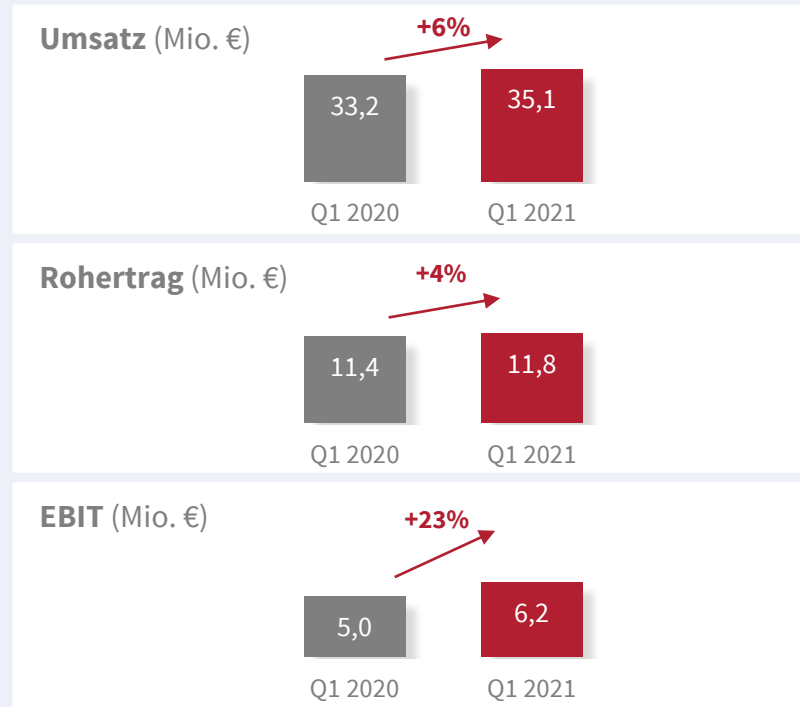 Umsatz (Mio. €)
+6%
33,2
35,1
Q1 2020
Q1 2021
Rohertrag (Mio. €)
+4%
11,4
11,8
Q1 2020
Q1 2021
EBIT (Mio. €)
+23%
5,0
6,2
Q1 2020
Q1 2021